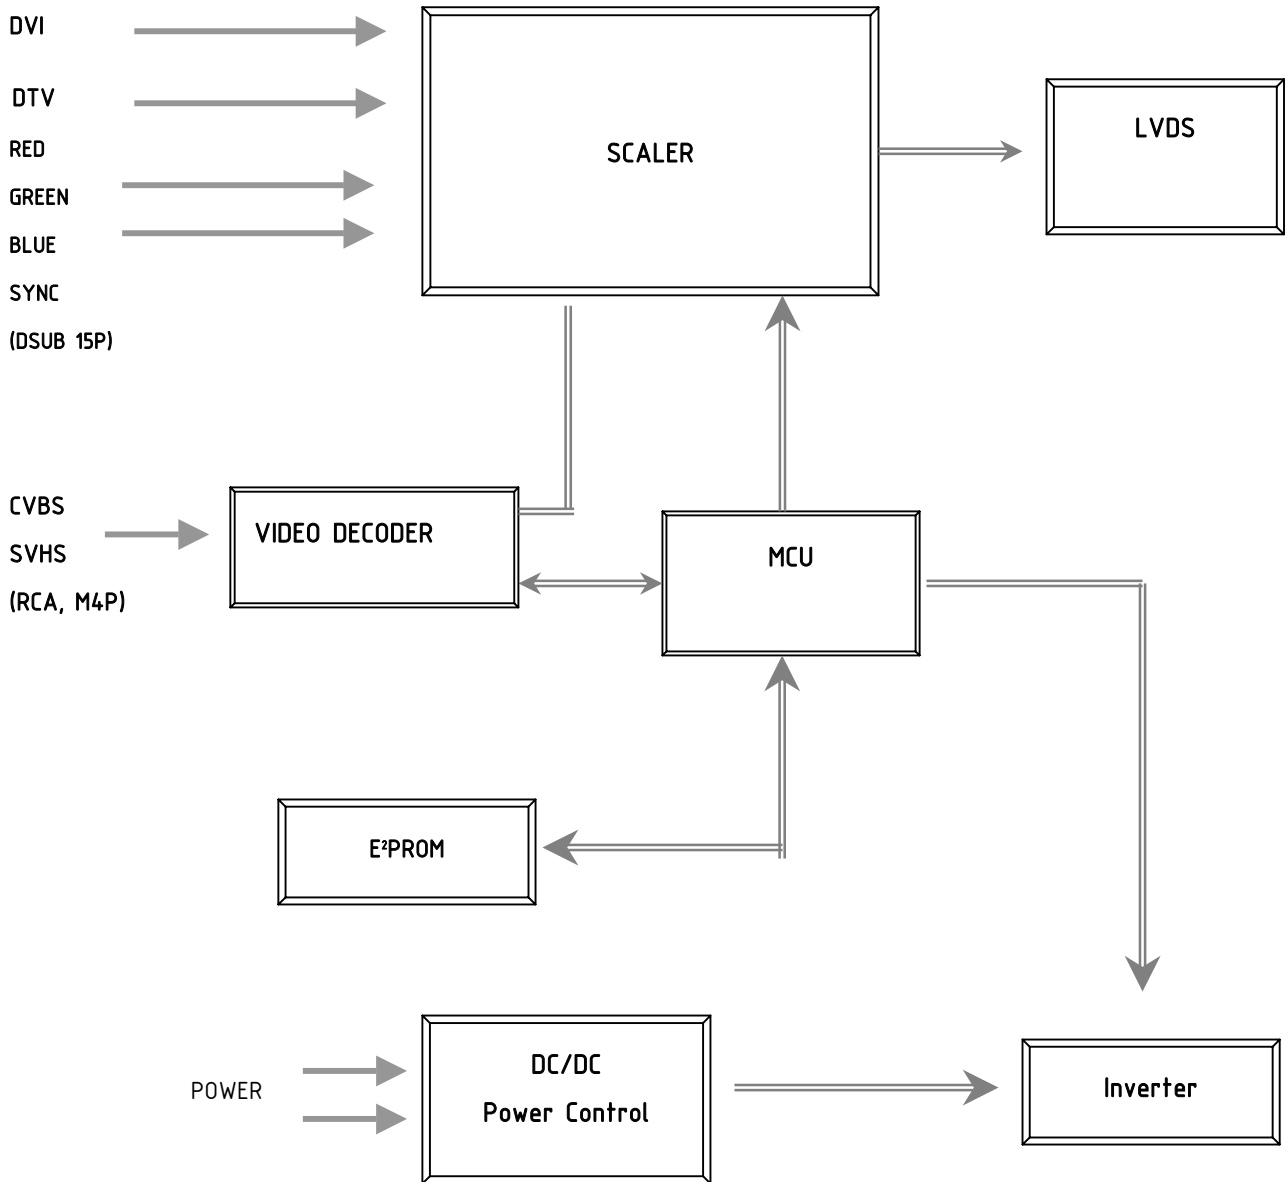 DVI
DTV
RED
GREEN
BLUE
SYNC
(DSUB 15P)
SCALER
LVDS
CVBS
SVHS
(RCA, M4P)
VIDEO DECODER
MCU
E²PROM
POWER
DC/DC
Power Control
Inverter